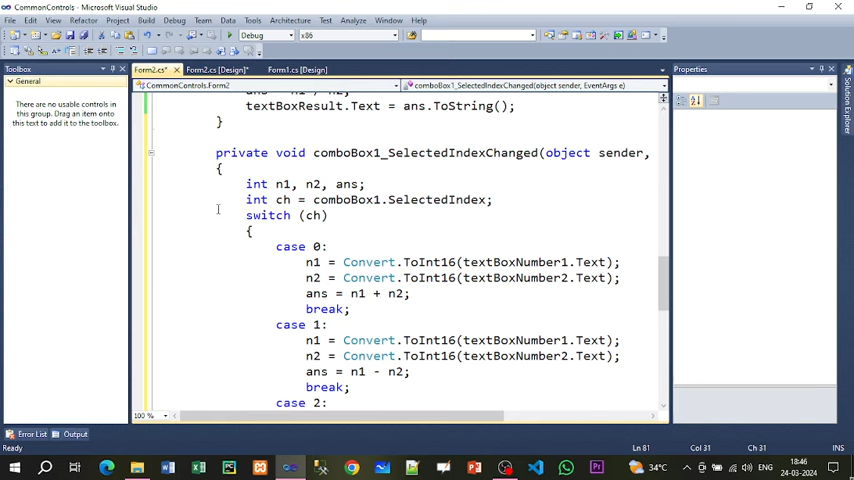 CommonControls - Microsoft Visual Studio
File Edit View Refactor Project Build Debug Team Data Tools Architecture Test Analyze Window Help
Debug x86
Toolbox
General
There are no usable controls in
this group. Drag an item onto
this text to add it to the toolbox.
Form2.cs* Form2.cs [Design]* Form1.cs [Design]
CommonControls.Form2 comboBox1_SelectedIndexChanged(object sender, EventArgs e)
textBoxResult.Text = ans.ToString();
}
private void comboBox1_SelectedIndexChanged(object sender,
{
int n1, n2, ans;
int ch = comboBox1.SelectedIndex;
switch (ch)
{
case 0:
n1 = Convert.ToInt16(textBoxNumber1.Text);
n2 = Convert.ToInt16(textBoxNumber2.Text);
ans = n1 + n2;
break;
case 1:
n1 = Convert.ToInt16(textBoxNumber1.Text);
n2 = Convert.ToInt16(textBoxNumber2.Text);
ans = n1 - n2;
break;
case 2:
100 %
Properties
Solution Explorer
Error List Output
Ready Ln 81 Col 31 Ch 31 INS
34°C ENG 18:46
24-03-2024